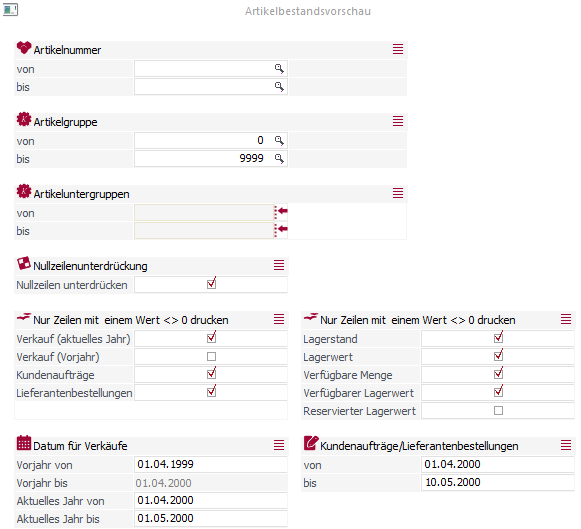 Artikelbestandsvorschau
Artikelnummer
von
bis
Artikelgruppe
von 0
bis 9999
Artikeluntergruppen
von
bis
Nullzeilenunterdrückung
Nullzeilen unterdrücken
Nur Zeilen mit einem Wert <> 0 drucken
Verkauf (aktuelles Jahr)
Verkauf (Vorjahr)
Kundenaufträge
Lieferantenbestellungen
Nur Zeilen mit einem Wert <> 0 drucken
Lagerstand
Lagerwert
Verfügbare Menge
Verfügbarer Lagerwert
Reservierter Lagerwert
Datum für Verkäufe
Vorjahr von 01.04.1999
Vorjahr bis 01.04.2000
Aktuelles Jahr von 01.04.2000
Aktuelles Jahr bis 01.05.2000
Kundenaufträge/Lieferantenbestellungen
von 01.04.2000
bis 10.05.2000